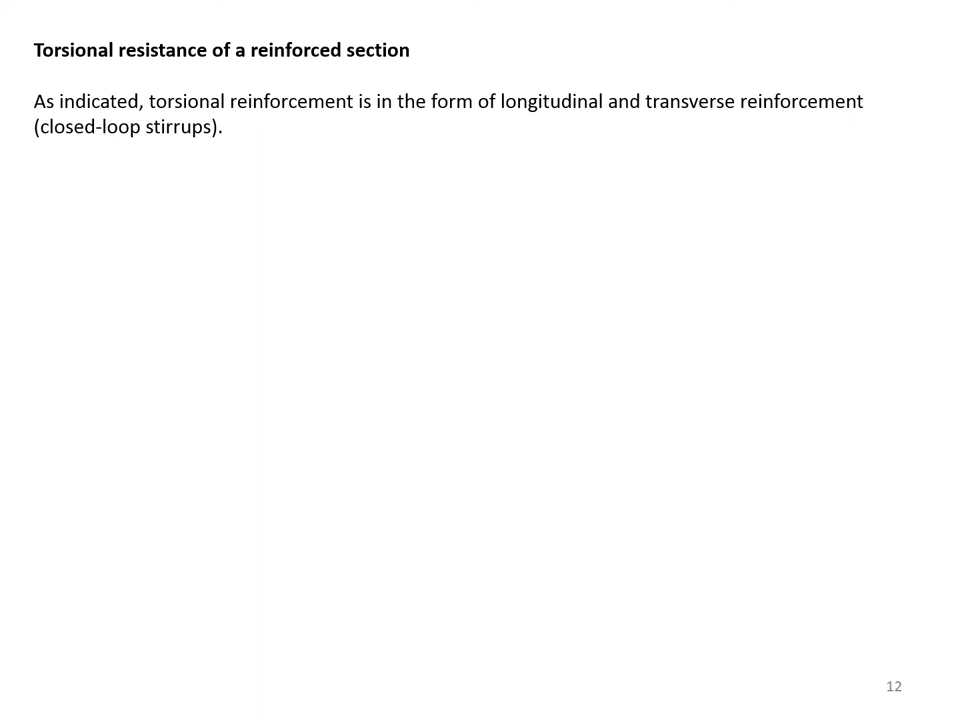 Torsional resistance of a reinforced section
As indicated, torsional reinforcement is in the form of longitudinal and transverse reinforcement
(closed-loop stirrups).
12